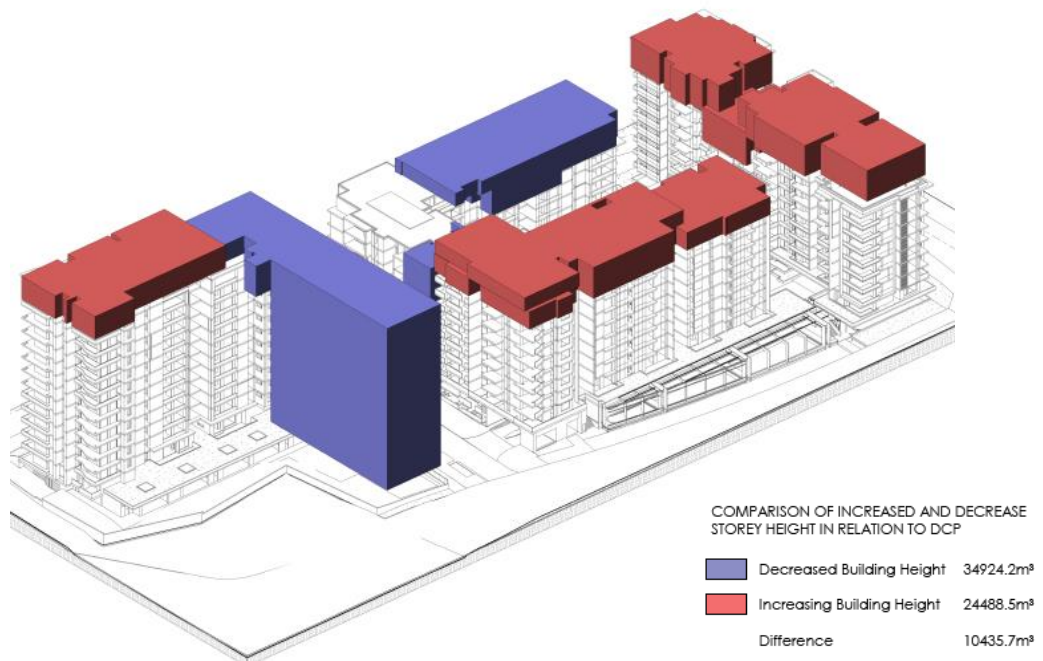 COMPARISON OF INCREASED AND DECREASE
STOREY HEIGHT IN RELATION TO DCP
Decreased Building Height 34924.2m³
Increasing Building Height 24488.5m³
Difference 10435.7m³